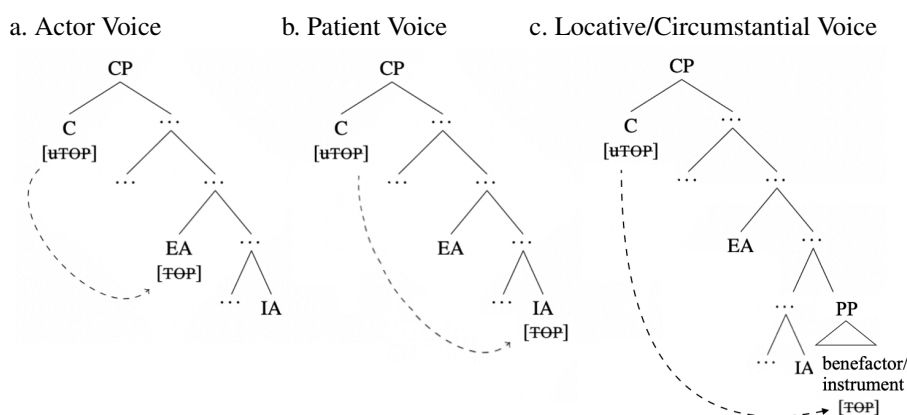 a. Actor Voice
CP
C
[uTOP]
...
...
...
EA
[TOP]
...
...
IA
b. Patient Voice
CP
C
[uTOP]
...
...
...
EA
...
...
IA
[TOP]
c. Locative/Circumstantial Voice
CP
C
[uTOP]
...
...
...
EA
...
...
PP
...
IA
benefactor/
instrument
[TOP]